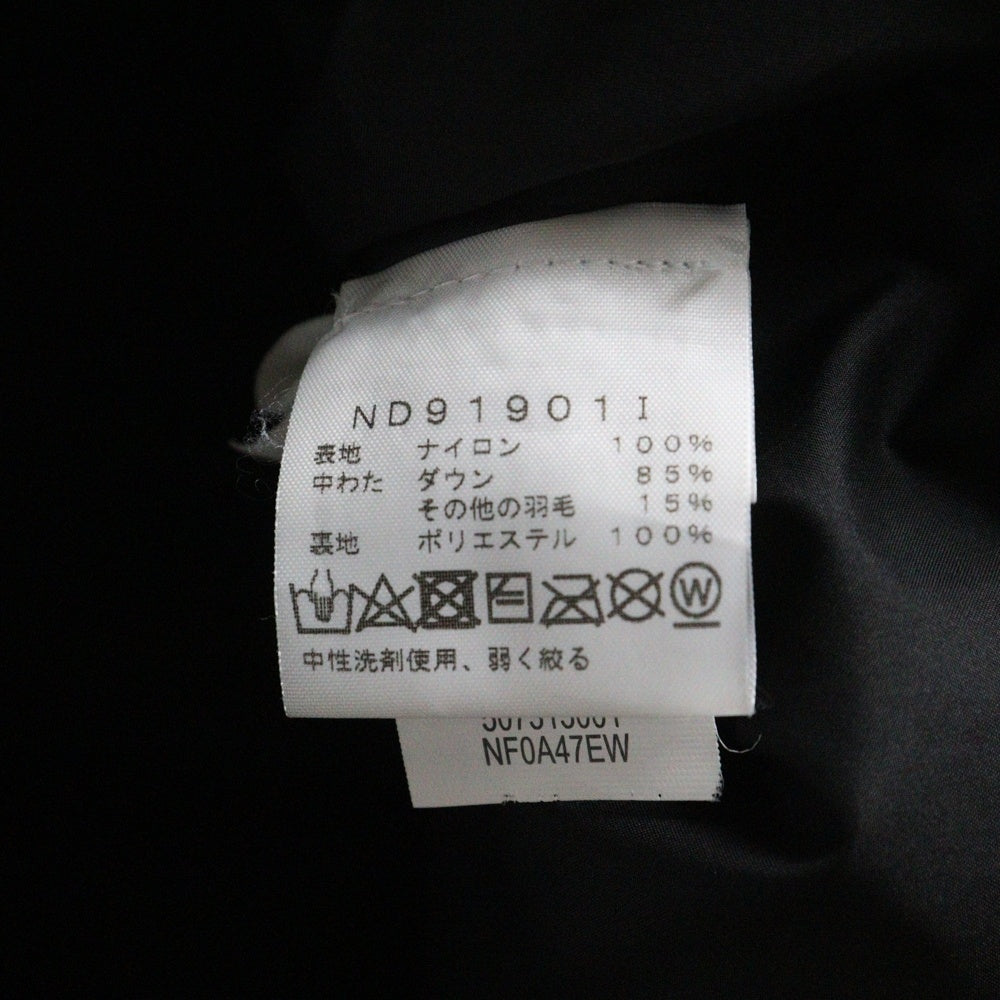 ND91901I
表地 ナイロン 100%
中わた ダウン 85%
その他の羽毛 15%
裏地 ポリエステル 100%
W
中性洗剤使用、弱く絞る
NF0A47EW